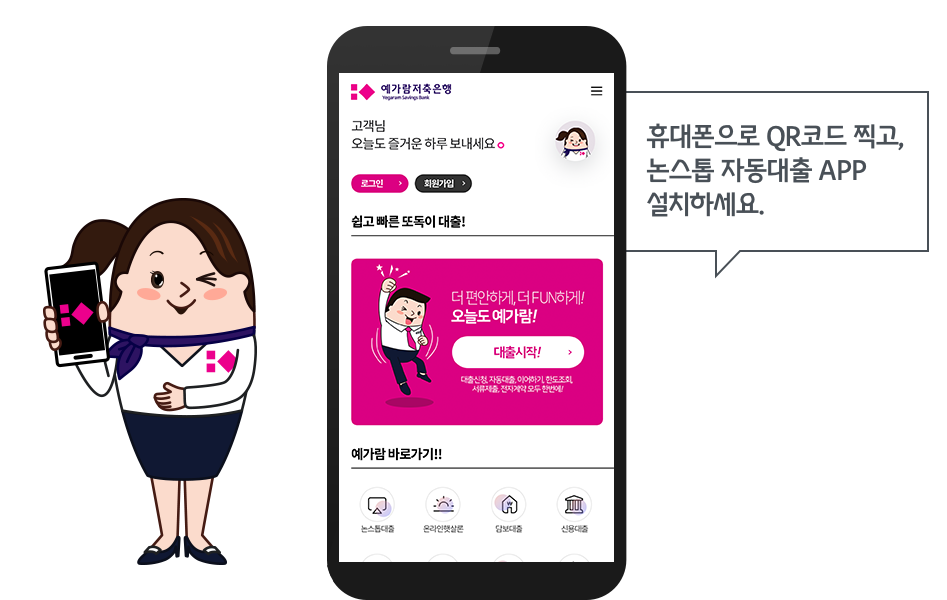 예가람저축은행
Yegaram Savings Bank
고객님
오늘도 즐거운 하루 보내세요
로그인
회원가입
쉽고 빠른 또독이 대출!
더 편안하게, 더 FUN하게!
오늘도 예가람!
대출시작!
대출신청, 자동대출, 이어하기, 한도조회,
서류제출, 전자계약 모두 한번에!
예가람 바로가기!!
논스톱대출
온라인햇살론
담보대출
신용대출
휴대폰으로 QR코드 찍고,
논스톱 자동대출 APP
설치하세요.